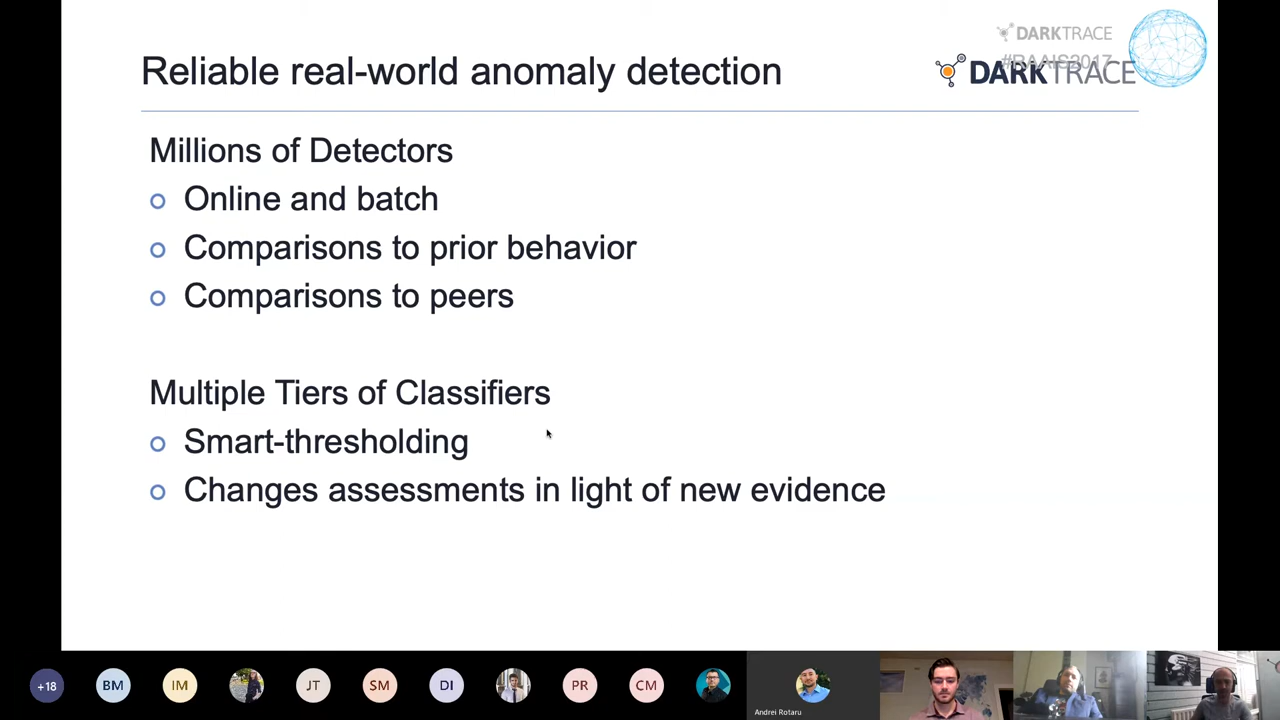 DARKTRACE
#RAAIS2017
Reliable real-world anomaly detection
DARKTRACE
Millions of Detectors
Online and batch
Comparisons to prior behavior
Comparisons to peers
Multiple Tiers of Classifiers
Smart-thresholding
Changes assessments in light of new evidence
+18
BM
IM
JT
SM
DI
PR
CM
Andrei Rotaru